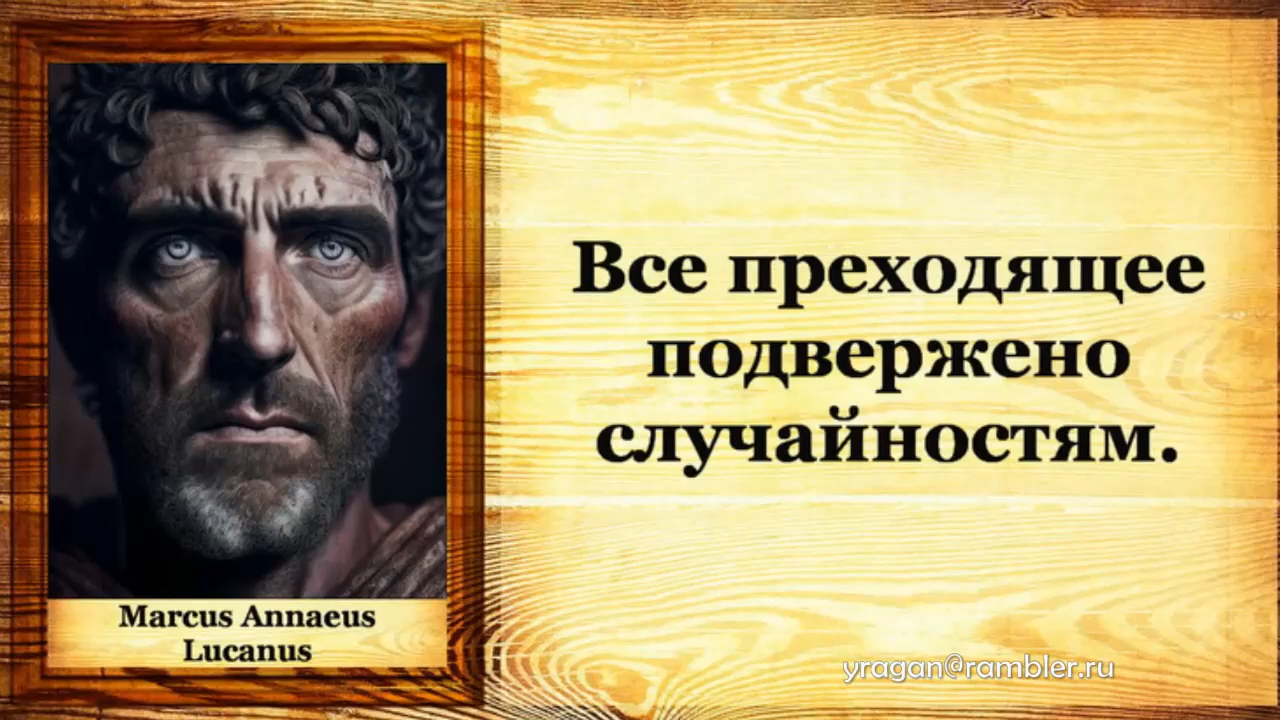 Все преходящее
подвержено
случайностям.
Marcus Annaeus
Lucanus
yragan@rambler.ru